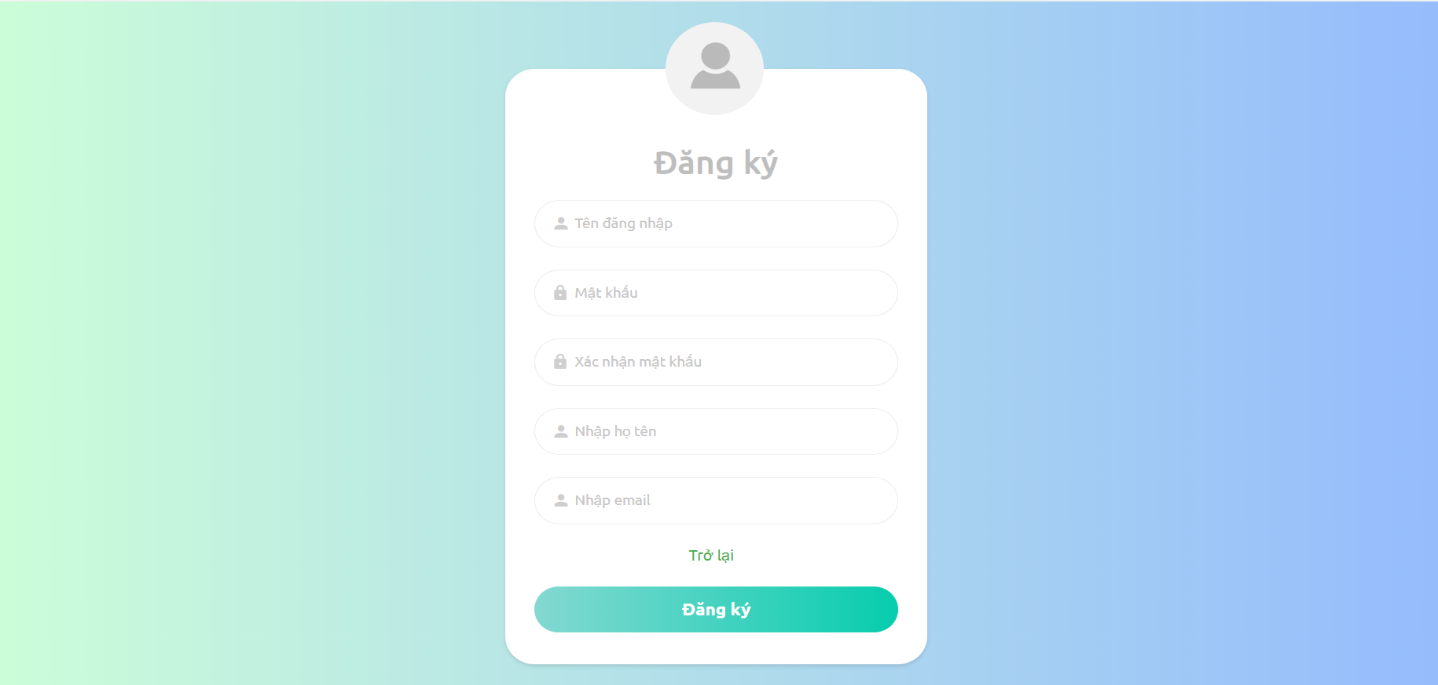 Đăng ký
Tên đăng nhập
Mật khẩu
Xác nhận mật khẩu
Nhập họ tên
Nhập email
Trở lại
Đăng ký